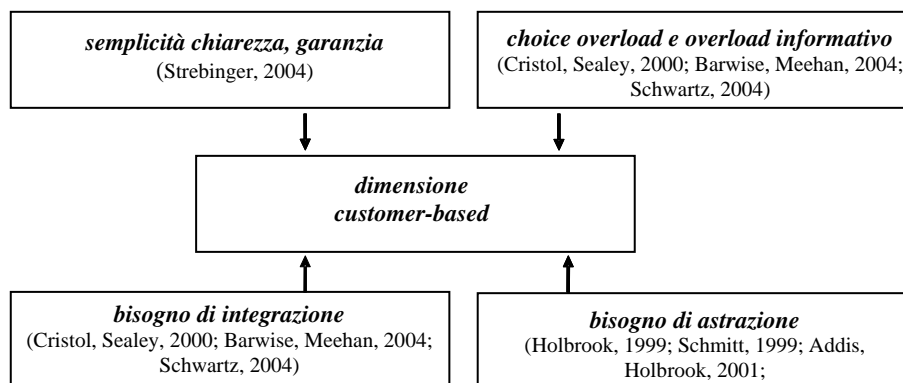 semplicità chiarezza, garanzia
(Strebinger, 2004)
choice overload e overload informativo
(Cristol, Sealey, 2000; Barwise, Meehan, 2004;
Schwartz, 2004)
dimensione
customer-based
bisogno di integrazione
(Cristol, Sealey, 2000; Barwise, Meehan, 2004;
Schwartz, 2004)
bisogno di astrazione
(Holbrook, 1999; Schmitt, 1999; Addis,
Holbrook, 2001;